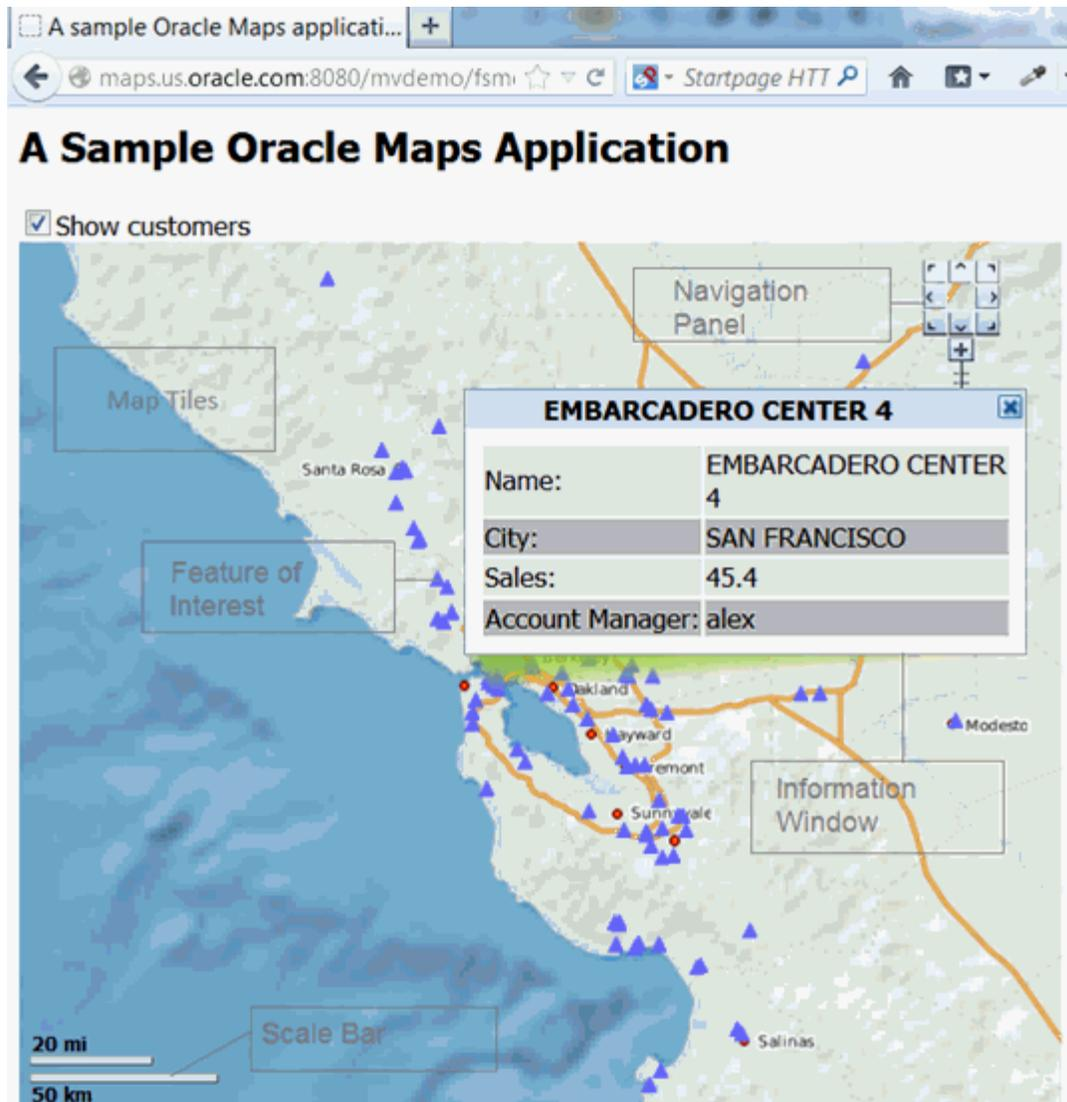 A sample Oracle Maps applicati...
maps.us.oracle.com:8080/mvdemo/fsm
Startpage HTT
A Sample Oracle Maps Application
Show customers
Navigation
Panel
Map Tiles
EMBARCADERO CENTER 4
Name:
EMBARCADERO CENTER
4
City:
SAN FRANCISCO
Sales:
45.4
Account Manager:
alex
Santa Rosa
Feature of
Interest
Berkeley
Oakland
Modesto
Hayward
Fremont
Information
Window
Sunnyvale
Scale Bar
20 mi
Salinas
50 km